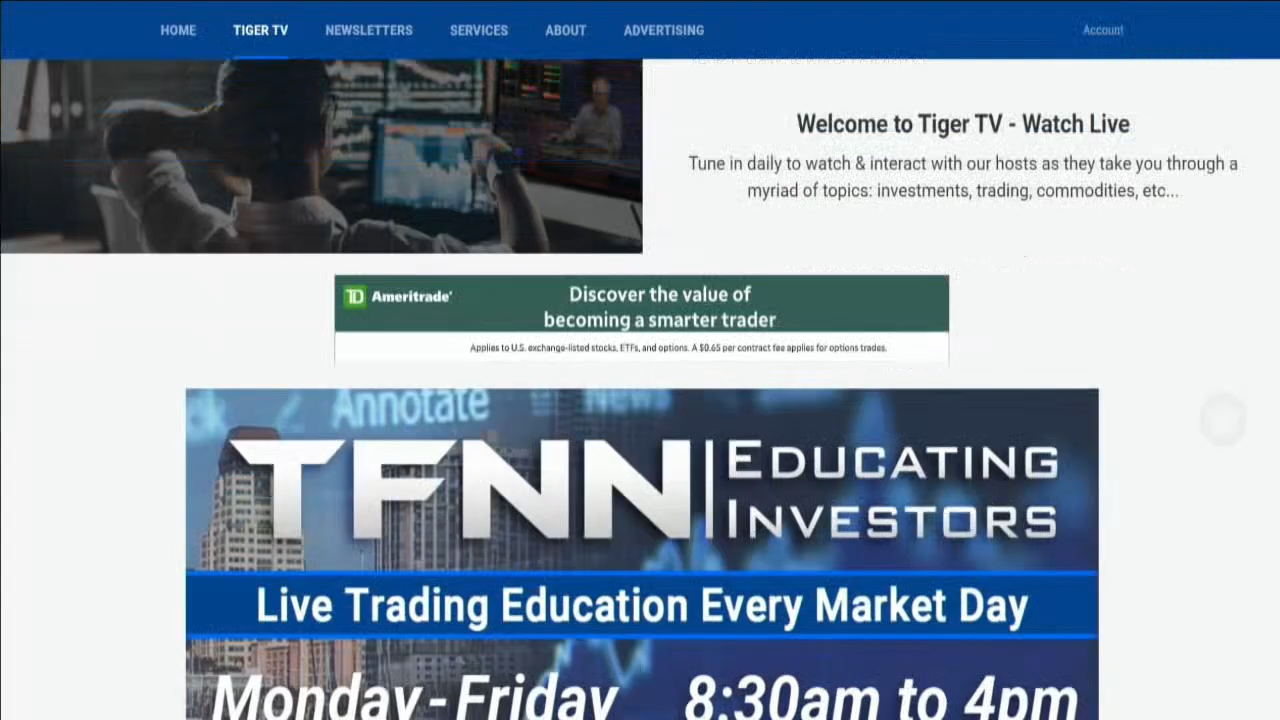 HOME TIGER TV NEWSLETTERS SERVICES ABOUT ADVERTISING Account
Welcome to Tiger TV - Watch Live
Tune in daily to watch & interact with our hosts as they take you through a
myriad of topics: investments, trading, commodities, etc...
TD Ameritrade
Discover the value of
becoming a smarter trader
Applies to U.S. exchange-listed stocks, ETFs, and options. A $0.65 per contract fee applies for options trades.
Annotate News
TFNN EDUCATING
INVESTORS
Live Trading Education Every Market Day
Monday - Friday 8:30am to 4pm